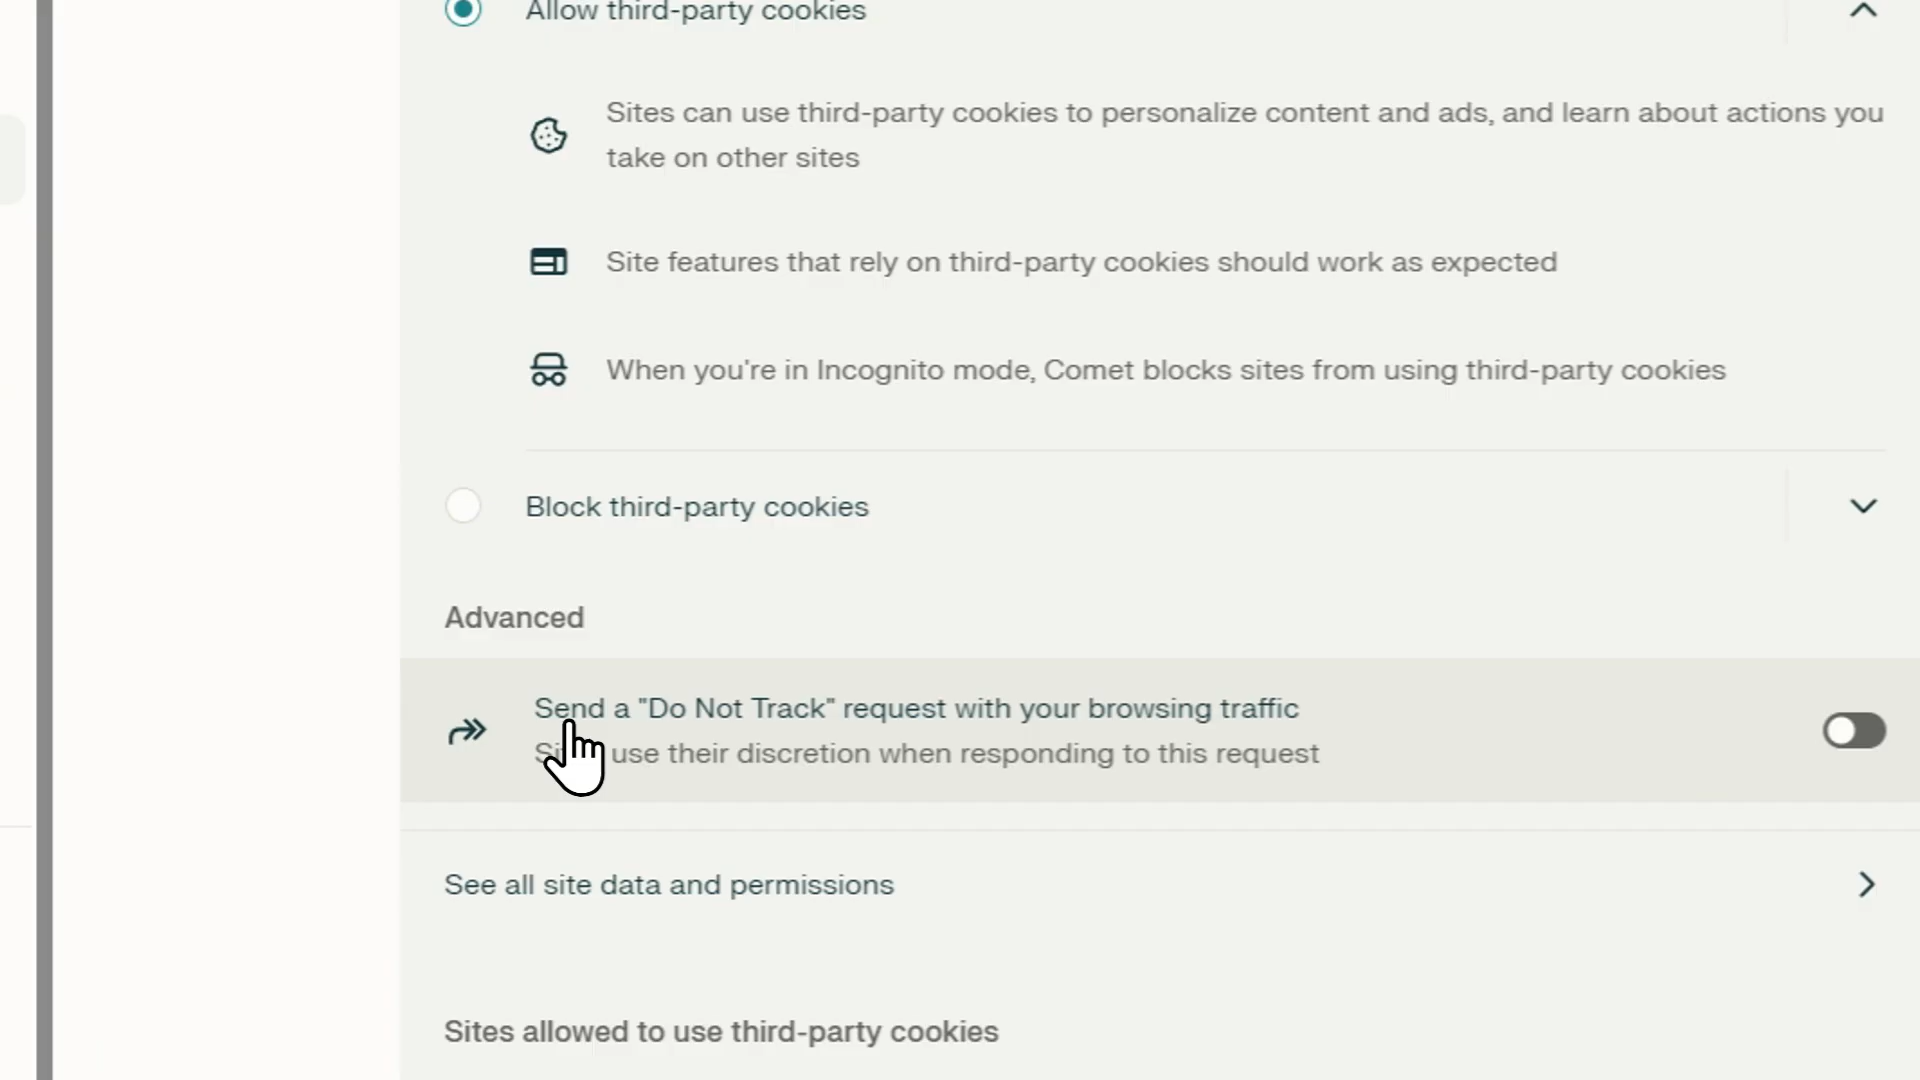 Allow third-party cookies
Sites can use third-party cookies to personalize content and ads, and learn about actions you
take on other sites
Site features that rely on third-party cookies should work as expected
When you're in Incognito mode, Comet blocks sites from using third-party cookies
Block third-party cookies
Advanced
Send a "Do Not Track" request with your browsing traffic
use their discretion when responding to this request
See all site data and permissions
Sites allowed to use third-party cookies